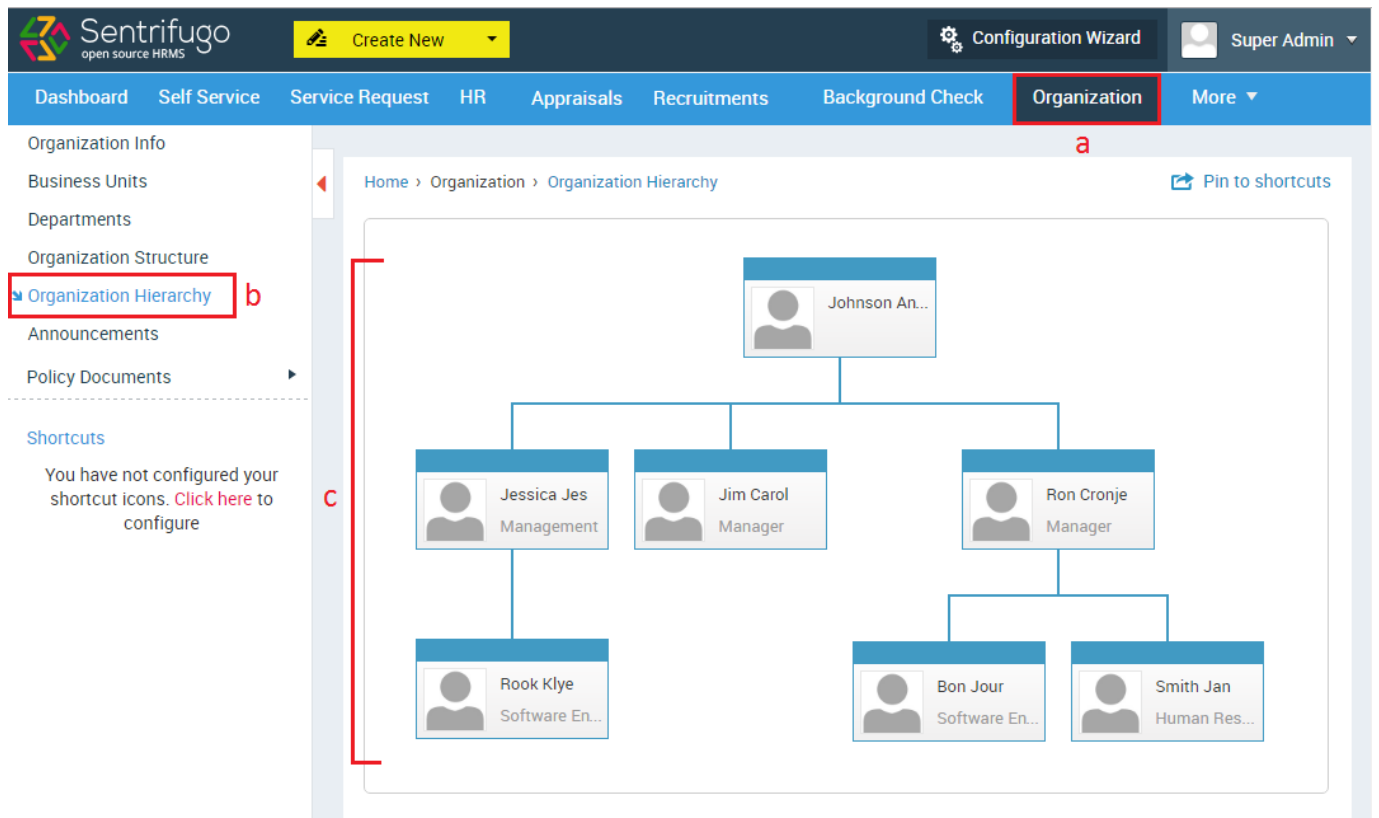 Sentrifugo
open source HRMS
Create New
Configuration Wizard
Super Admin
Dashboard Self Service Service Request HR Appraisals Recruitments Background Check Organization More
a
Organization Info
Business Units
Departments
Organization Structure
Organization Hierarchy
b
Announcements
Policy Documents
Shortcuts
You have not configured your
shortcut icons. Click here to
configure
Home › Organization › Organization Hierarchy
Pin to shortcuts
c
Johnson An...
Jessica Jes
Management
Jim Carol
Manager
Ron Cronje
Manager
Rook Klye
Software En...
Bon Jour
Software En...
Smith Jan
Human Res...